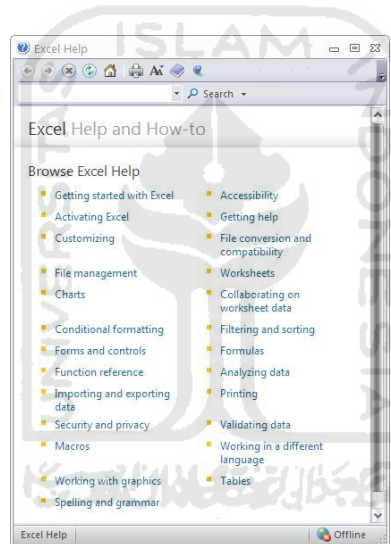 Excel Help
Search
Excel Help and How-to
Browse Excel Help
Getting started with Excel
Accessibility
Activating Excel
Getting help
Customizing
File conversion and
compatibility
File management
Worksheets
Charts
Collaborating on
worksheet data
Conditional formatting
Filtering and sorting
Forms and controls
Formulas
Function reference
Analyzing data
Importing and exporting
data
Printing
Security and privacy
Validating data
Macros
Working in a different
language
Working with graphics
Tables
Spelling and grammar
Excel Help
Offline
ISLAM